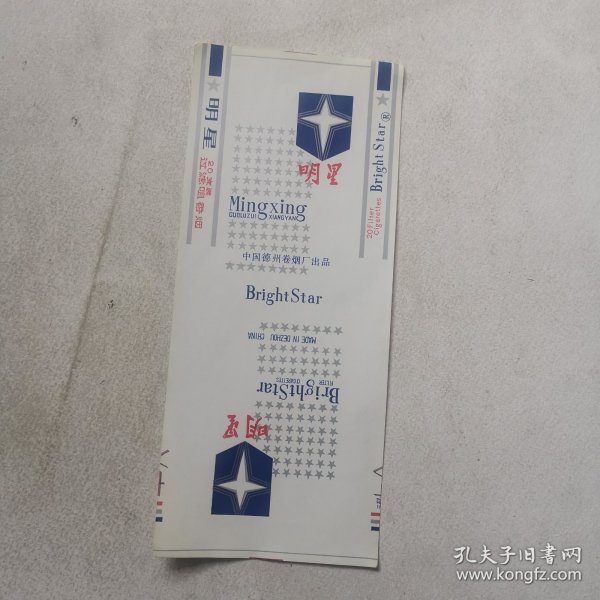 明星
20支装
过滤咀香烟
明星
Mingxing
GUOLUZUI XIANGYAN
中国德州卷烟厂出品
BrightStar
MADE IN DEZHOU CHINA
BrightStar
FILTER CIGARETTES
明星
Bright Star®
20 Filter
Cigarettes
孔夫子旧书网
www.kongfz.com